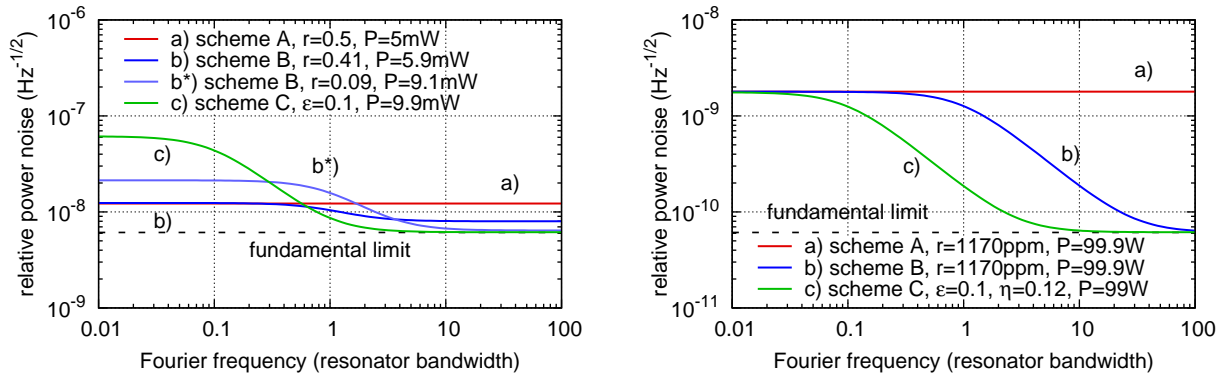 relative power noise (Hz^-1/2)
10^-6
10^-7
10^-8
10^-9
a) scheme A, r=0.5, P=5mW
b) scheme B, r=0.41, P=5.9mW
b*) scheme B, r=0.09, P=9.1mW
c) scheme C, ε=0.1, P=9.9mW
c)
b*)
a)
b)
fundamental limit
0.01
0.1
1
10
100
Fourier frequency (resonator bandwidth)
relative power noise (Hz^-1/2)
10^-8
10^-9
10^-10
10^-11
a)
b)
c)
fundamental limit
a) scheme A, r=1170ppm, P=99.9W
b) scheme B, r=1170ppm, P=99.9W
c) scheme C, ε=0.1, η=0.12, P=99W
0.01
0.1
1
10
100
Fourier frequency (resonator bandwidth)